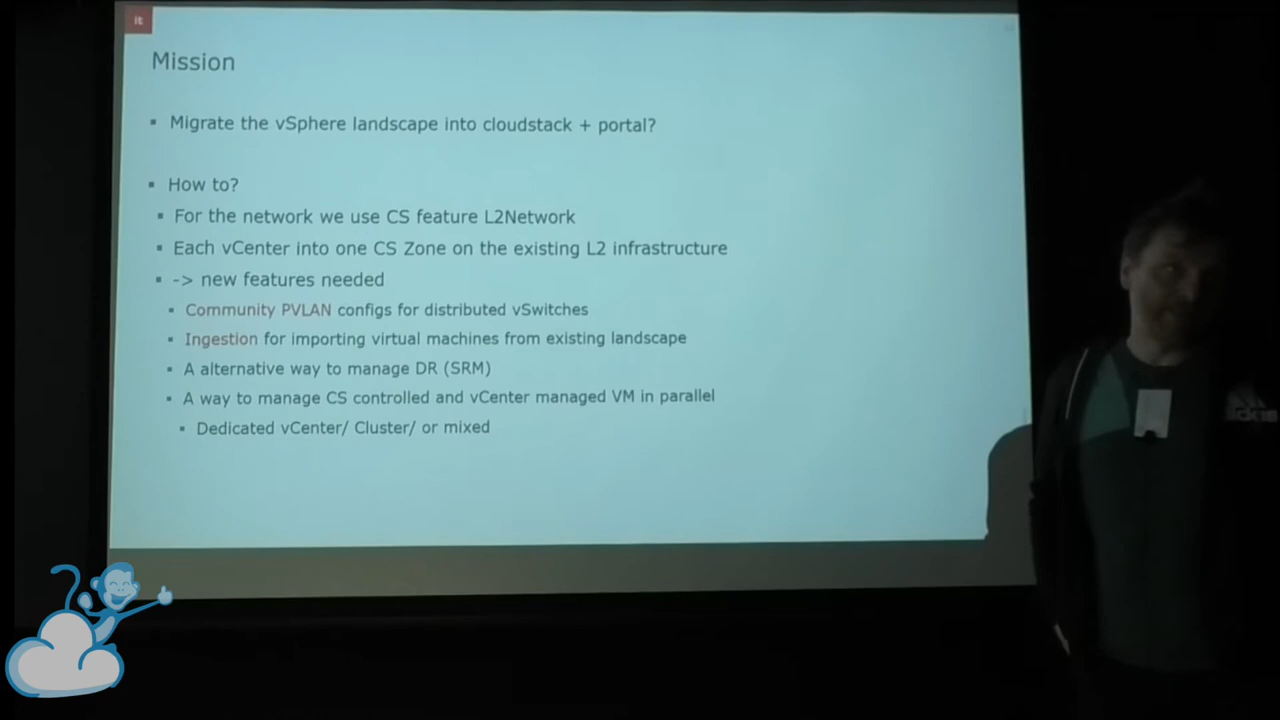 it
Mission
▪ Migrate the vSphere landscape into cloudstack + portal?
▪ How to?
▪ For the network we use CS feature L2Network
▪ Each vCenter into one CS Zone on the existing L2 infrastructure
▪ -> new features needed
▪ Community PVLAN configs for distributed vSwitches
▪ Ingestion for importing virtual machines from existing landscape
▪ A alternative way to manage DR (SRM)
▪ A way to manage CS controlled and vCenter managed VM in parallel
▪ Dedicated vCenter/ Cluster/ or mixed